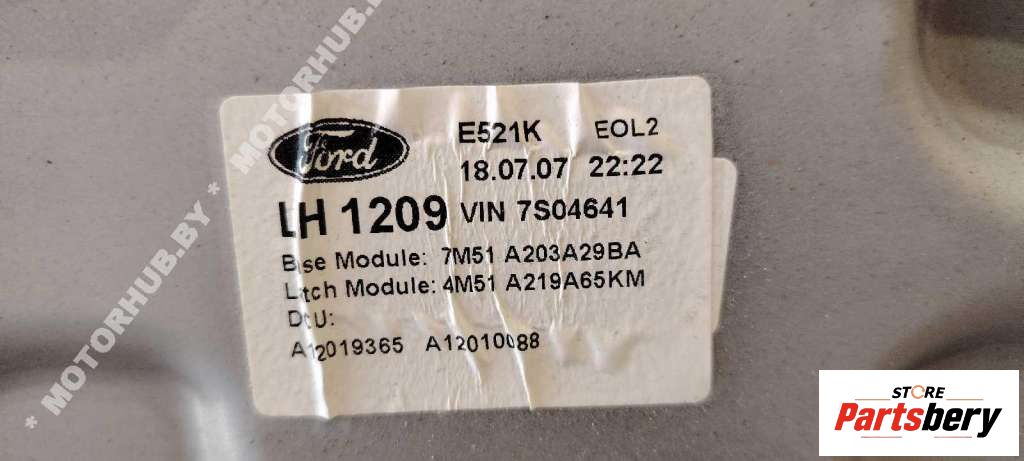 * MOTORHUB.BY * MOTORHUB.BY
Ford
E521K EOL2
18.07.07 22:22
LH 1209 VIN 7S04641
Base Module: 7M51 A203A29BA
Latch Module: 4M51 A219A65KM
DCU:
A12019365 A12010088
STORE
Partsbery